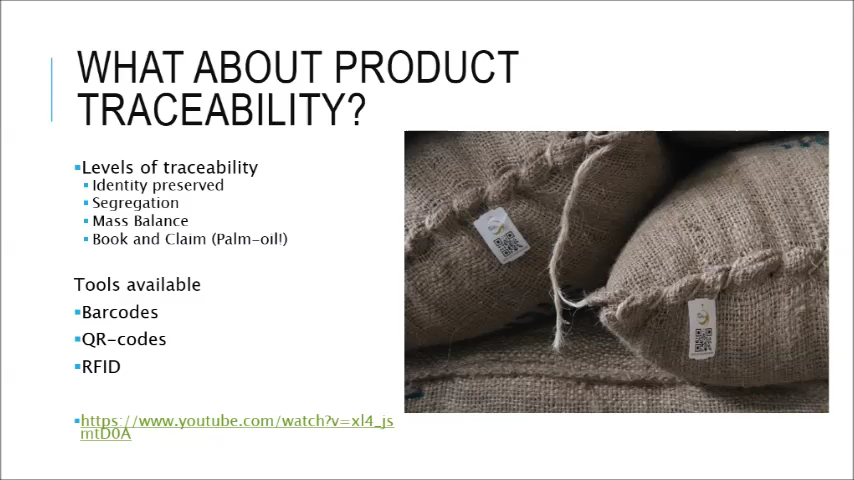 WHAT ABOUT PRODUCT
TRACEABILITY?
Levels of traceability
Identity preserved
Segregation
Mass Balance
Book and Claim (Palm-oil!)
Tools available
Barcodes
QR-codes
RFID
https://www.youtube.com/watch?v=xl4_js
mtD0A